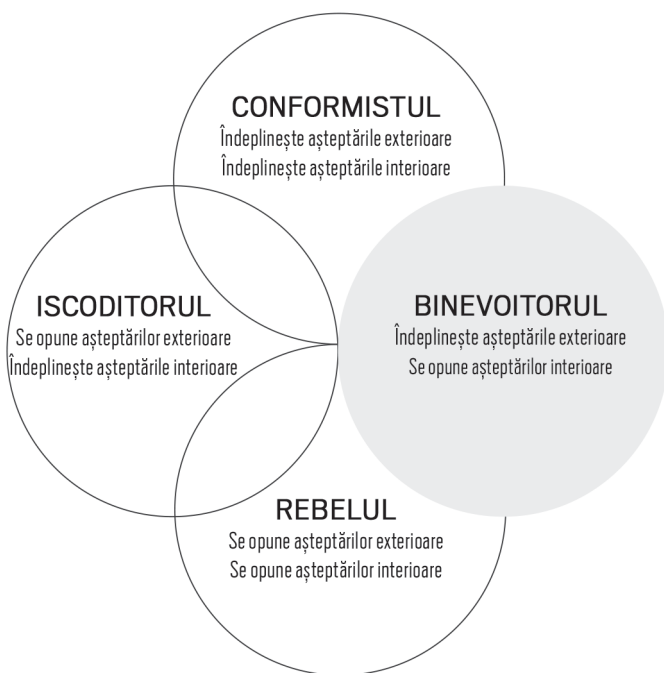 CONFORMISTUL
Îndeplinește așteptările exterioare
Îndeplinește așteptările interioare
ISCODITORUL
Se opune așteptărilor exterioare
Îndeplinește așteptările interioare
BINEVOITORUL
Îndeplinește așteptările exterioare
Se opune așteptărilor interioare
REBELUL
Se opune așteptărilor exterioare
Se opune așteptărilor interioare